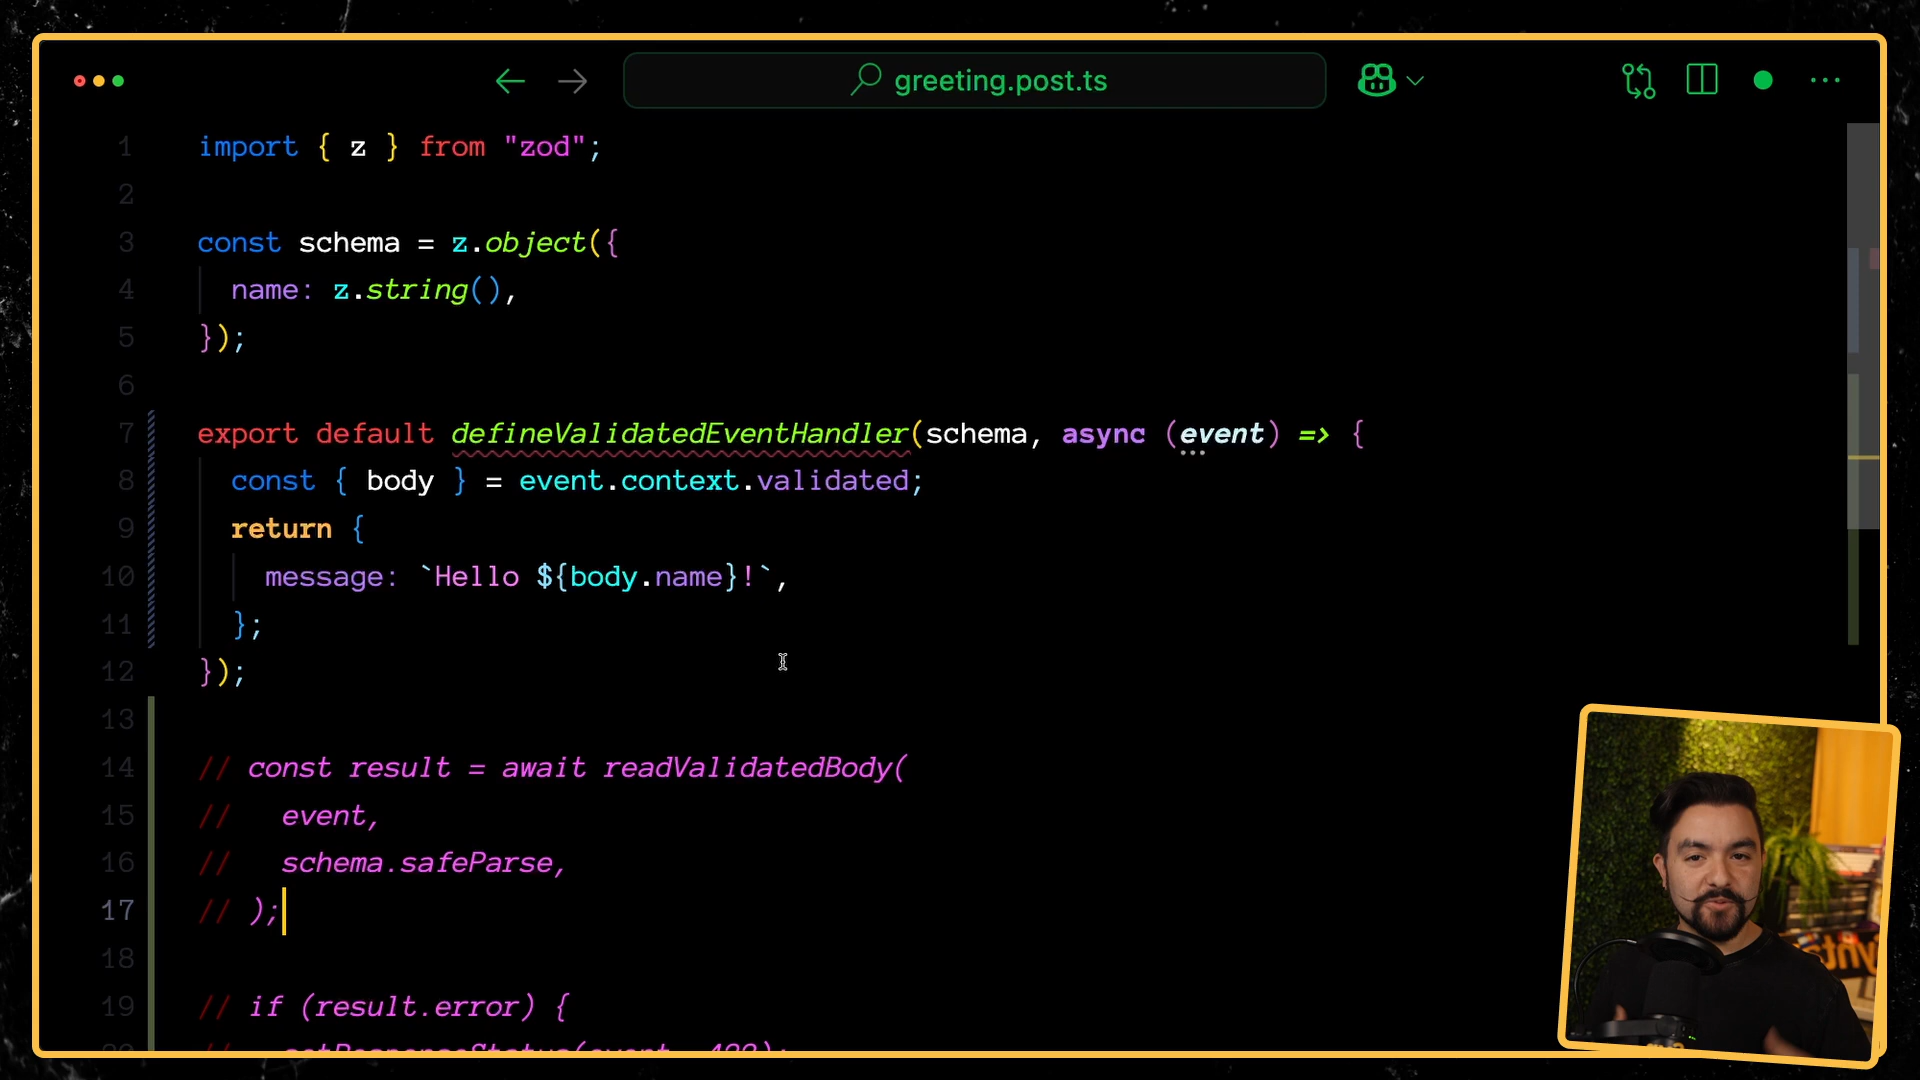 greeting.post.ts
1 import { z } from "zod";
2
3 const schema = z.object({
4 name: z.string(),
5 });
6
7 export default defineValidatedEventHandler(schema, async (event) => {
8 const { body } = event.context.validated;
9 return {
10 message: `Hello ${body.name}!`,
11 };
12 });
13
14 // const result = await readValidatedBody(
15 // event,
16 // schema.safeParse,
17 // );
18
19 // if (result.error) {